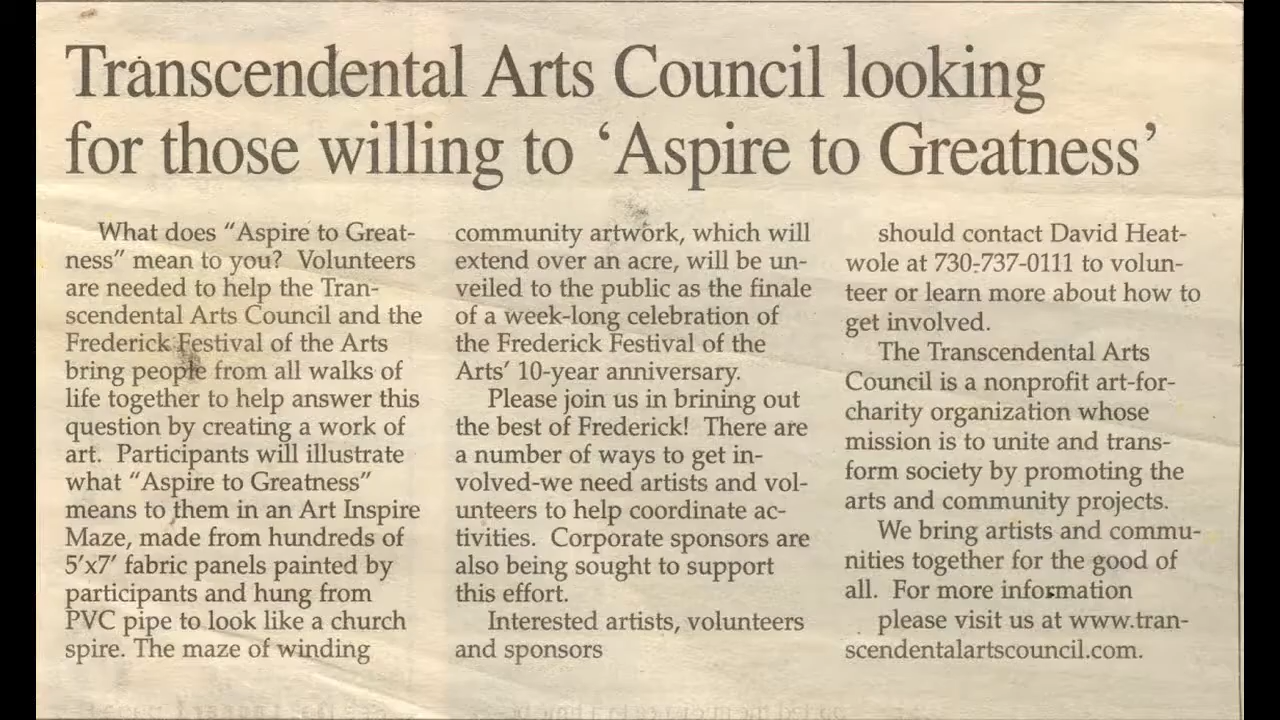 Transcendental Arts Council looking
for those willing to ‘Aspire to Greatness’
What does “Aspire to Great-
ness” mean to you?  Volunteers
are needed to help the Tran-
scendental Arts Council and the
Frederick Festival of the Arts
bring people from all walks of
life together to help answer this
question by creating a work of
art.  Participants will illustrate
what “Aspire to Greatness”
means to them in an Art Inspire
Maze, made from hundreds of
5’x7’ fabric panels painted by
participants and hung from
PVC pipe to look like a church
spire. The maze of winding
community artwork, which will
extend over an acre, will be un-
veiled to the public as the finale
of a week-long celebration of
the Frederick Festival of the
Arts’ 10-year anniversary.
Please join us in brining out
the best of Frederick!  There are
a number of ways to get in-
volved-we need artists and vol-
unteers to help coordinate ac-
tivities.  Corporate sponsors are
also being sought to support
this effort.
Interested artists, volunteers
and sponsors
should contact David Heat-
wole at 730-737-0111 to volun-
teer or learn more about how to
get involved.
The Transcendental Arts
Council is a nonprofit art-for-
charity organization whose
mission is to unite and trans-
form society by promoting the
arts and community projects.
We bring artists and commu-
nities together for the good of
all.  For more information
please visit us at www.tran-
scendentalartscouncil.com.